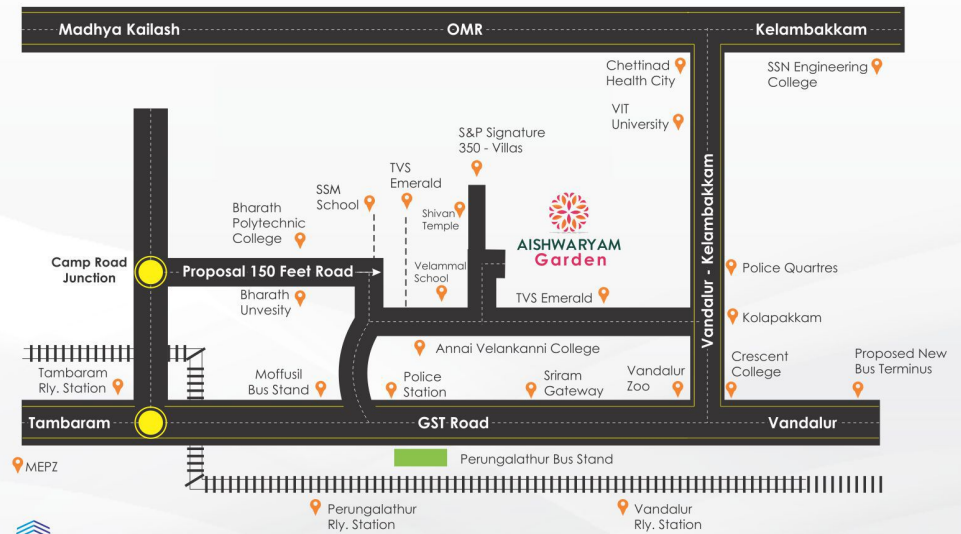 Madhya Kailash
OMR
Kelambakkam
Chettinad
Health City
SSN Engineering
College
VIT
University
S&P Signature
350 - Villas
TVS
Emerald
SSM
School
Bharath
Polytechnic
College
Shivan
Temple
AISHWARYAM
Garden
Vandalur - Kelambakkam
Camp Road
Junction
Proposal 150 Feet Road
Velammal
School
Police Quartres
Bharath
Unvesity
TVS Emerald
Kolapakkam
Annai Velankanni College
Tambaram
Rly. Station
Moffusil
Bus Stand
Police
Station
Sriram
Gateway
Vandalur
Zoo
Crescent
College
Proposed New
Bus Terminus
Tambaram
GST Road
Vandalur
MEPZ
Perungalathur Bus Stand
Perungalathur
Rly. Station
Vandalur
Rly. Station